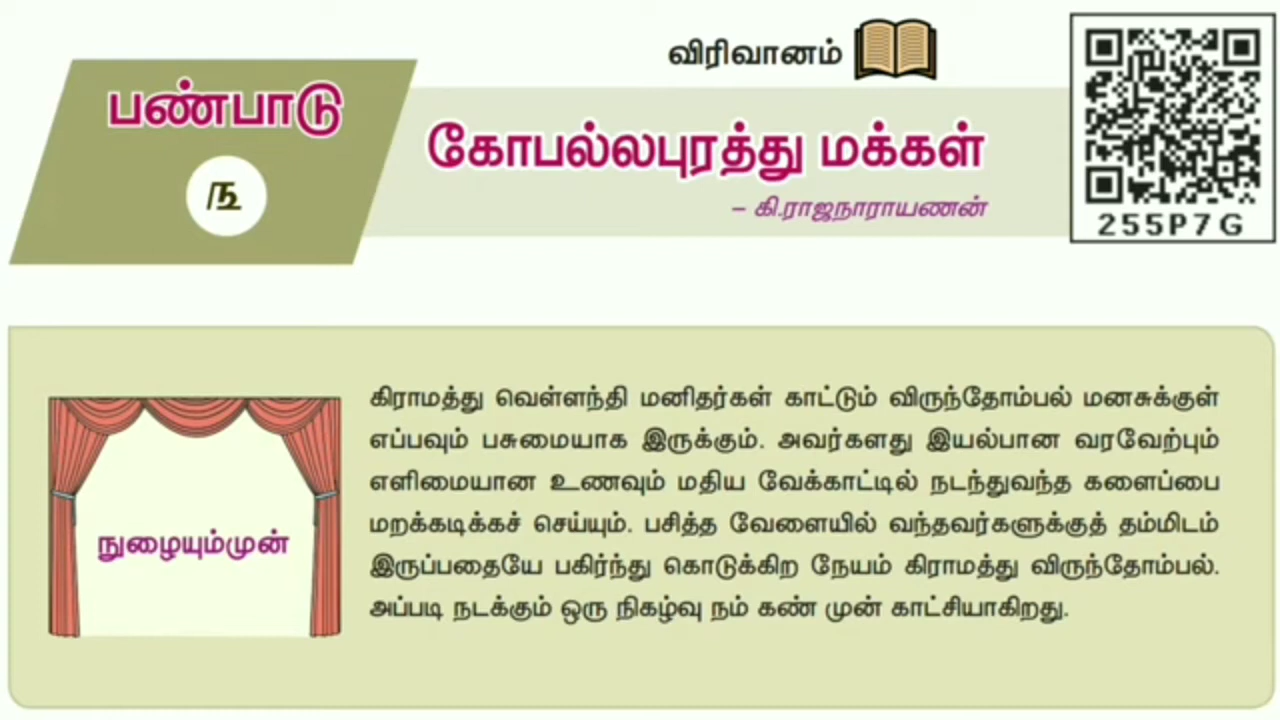 விரிவானம்
பண்பாடு
௩
கோபல்லபுரத்து மக்கள்
– கி.ராஜநாராயணன்
255P7G
நுழையும்முன்
கிராமத்து வெள்ளந்தி மனிதர்கள் காட்டும் விருந்தோம்பல் மனசுக்குள்
எப்பவும் பசுமையாக இருக்கும். அவர்களது இயல்பான வரவேற்பும்
எளிமையான உணவும் மதிய வேக்காட்டில் நடந்துவந்த களைப்பை
மறக்கடிக்கச் செய்யும். பசித்த வேளையில் வந்தவர்களுக்குத் தம்மிடம்
இருப்பதையே பகிர்ந்து கொடுக்கிற நேயம் கிராமத்து விருந்தோம்பல்.
அப்படி நடக்கும் ஒரு நிகழ்வு நம் கண் முன் காட்சியாகிறது.